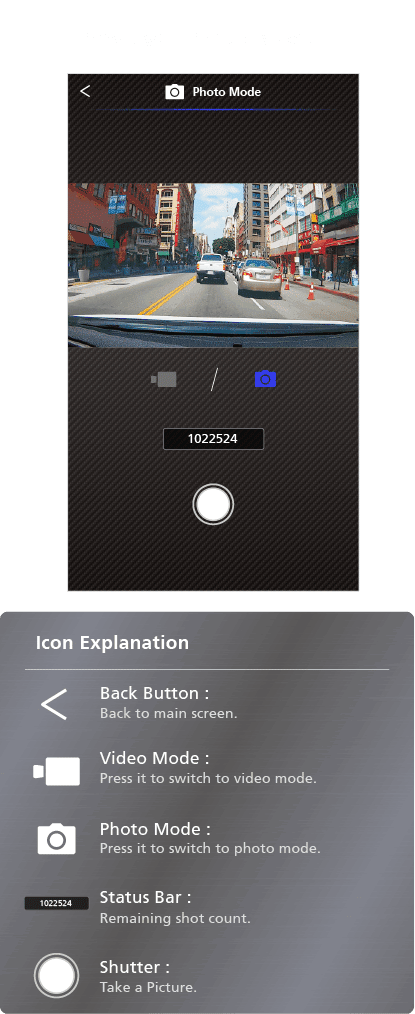 Photo Mode
1022524
Icon Explanation
Back Button :
Back to main screen.
Video Mode :
Press it to switch to video mode.
Photo Mode :
Press it to switch to photo mode.
1022524
Status Bar :
Remaining shot count.
Shutter :
Take a Picture.